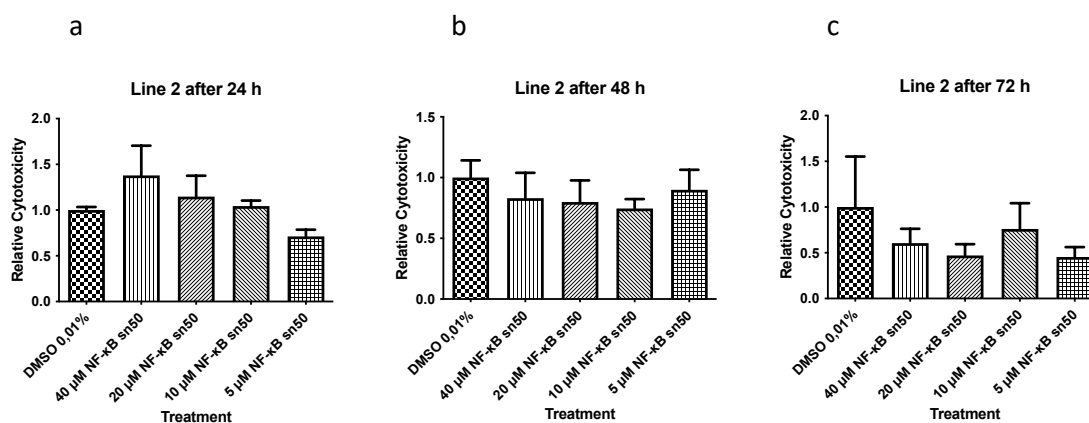 a
b
c
Line 2 after 24 h
Relative Cytotoxicity
2.0
1.5
1.0
0.5
0.0
DMSO 0,01%
40 µM NF-κB sn50
20 µM NF-κB sn50
10 µM NF-κB sn50
5 µM NF-κB sn50
Treatment
Line 2 after 48 h
Relative Cytotoxicity
1.5
1.0
0.5
0.0
DMSO 0,01%
40 µM NF-κB sn50
20 µM NF-κB sn50
10 µM NF-κB sn50
5 µM NF-κB sn50
Treatment
Line 2 after 72 h
Relative Cytotoxicity
2.0
1.5
1.0
0.5
0.0
DMSO 0,01%
40 µM NF-κB sn50
20 µM NF-κB sn50
10 µM NF-κB sn50
5 µM NF-κB sn50
Treatment